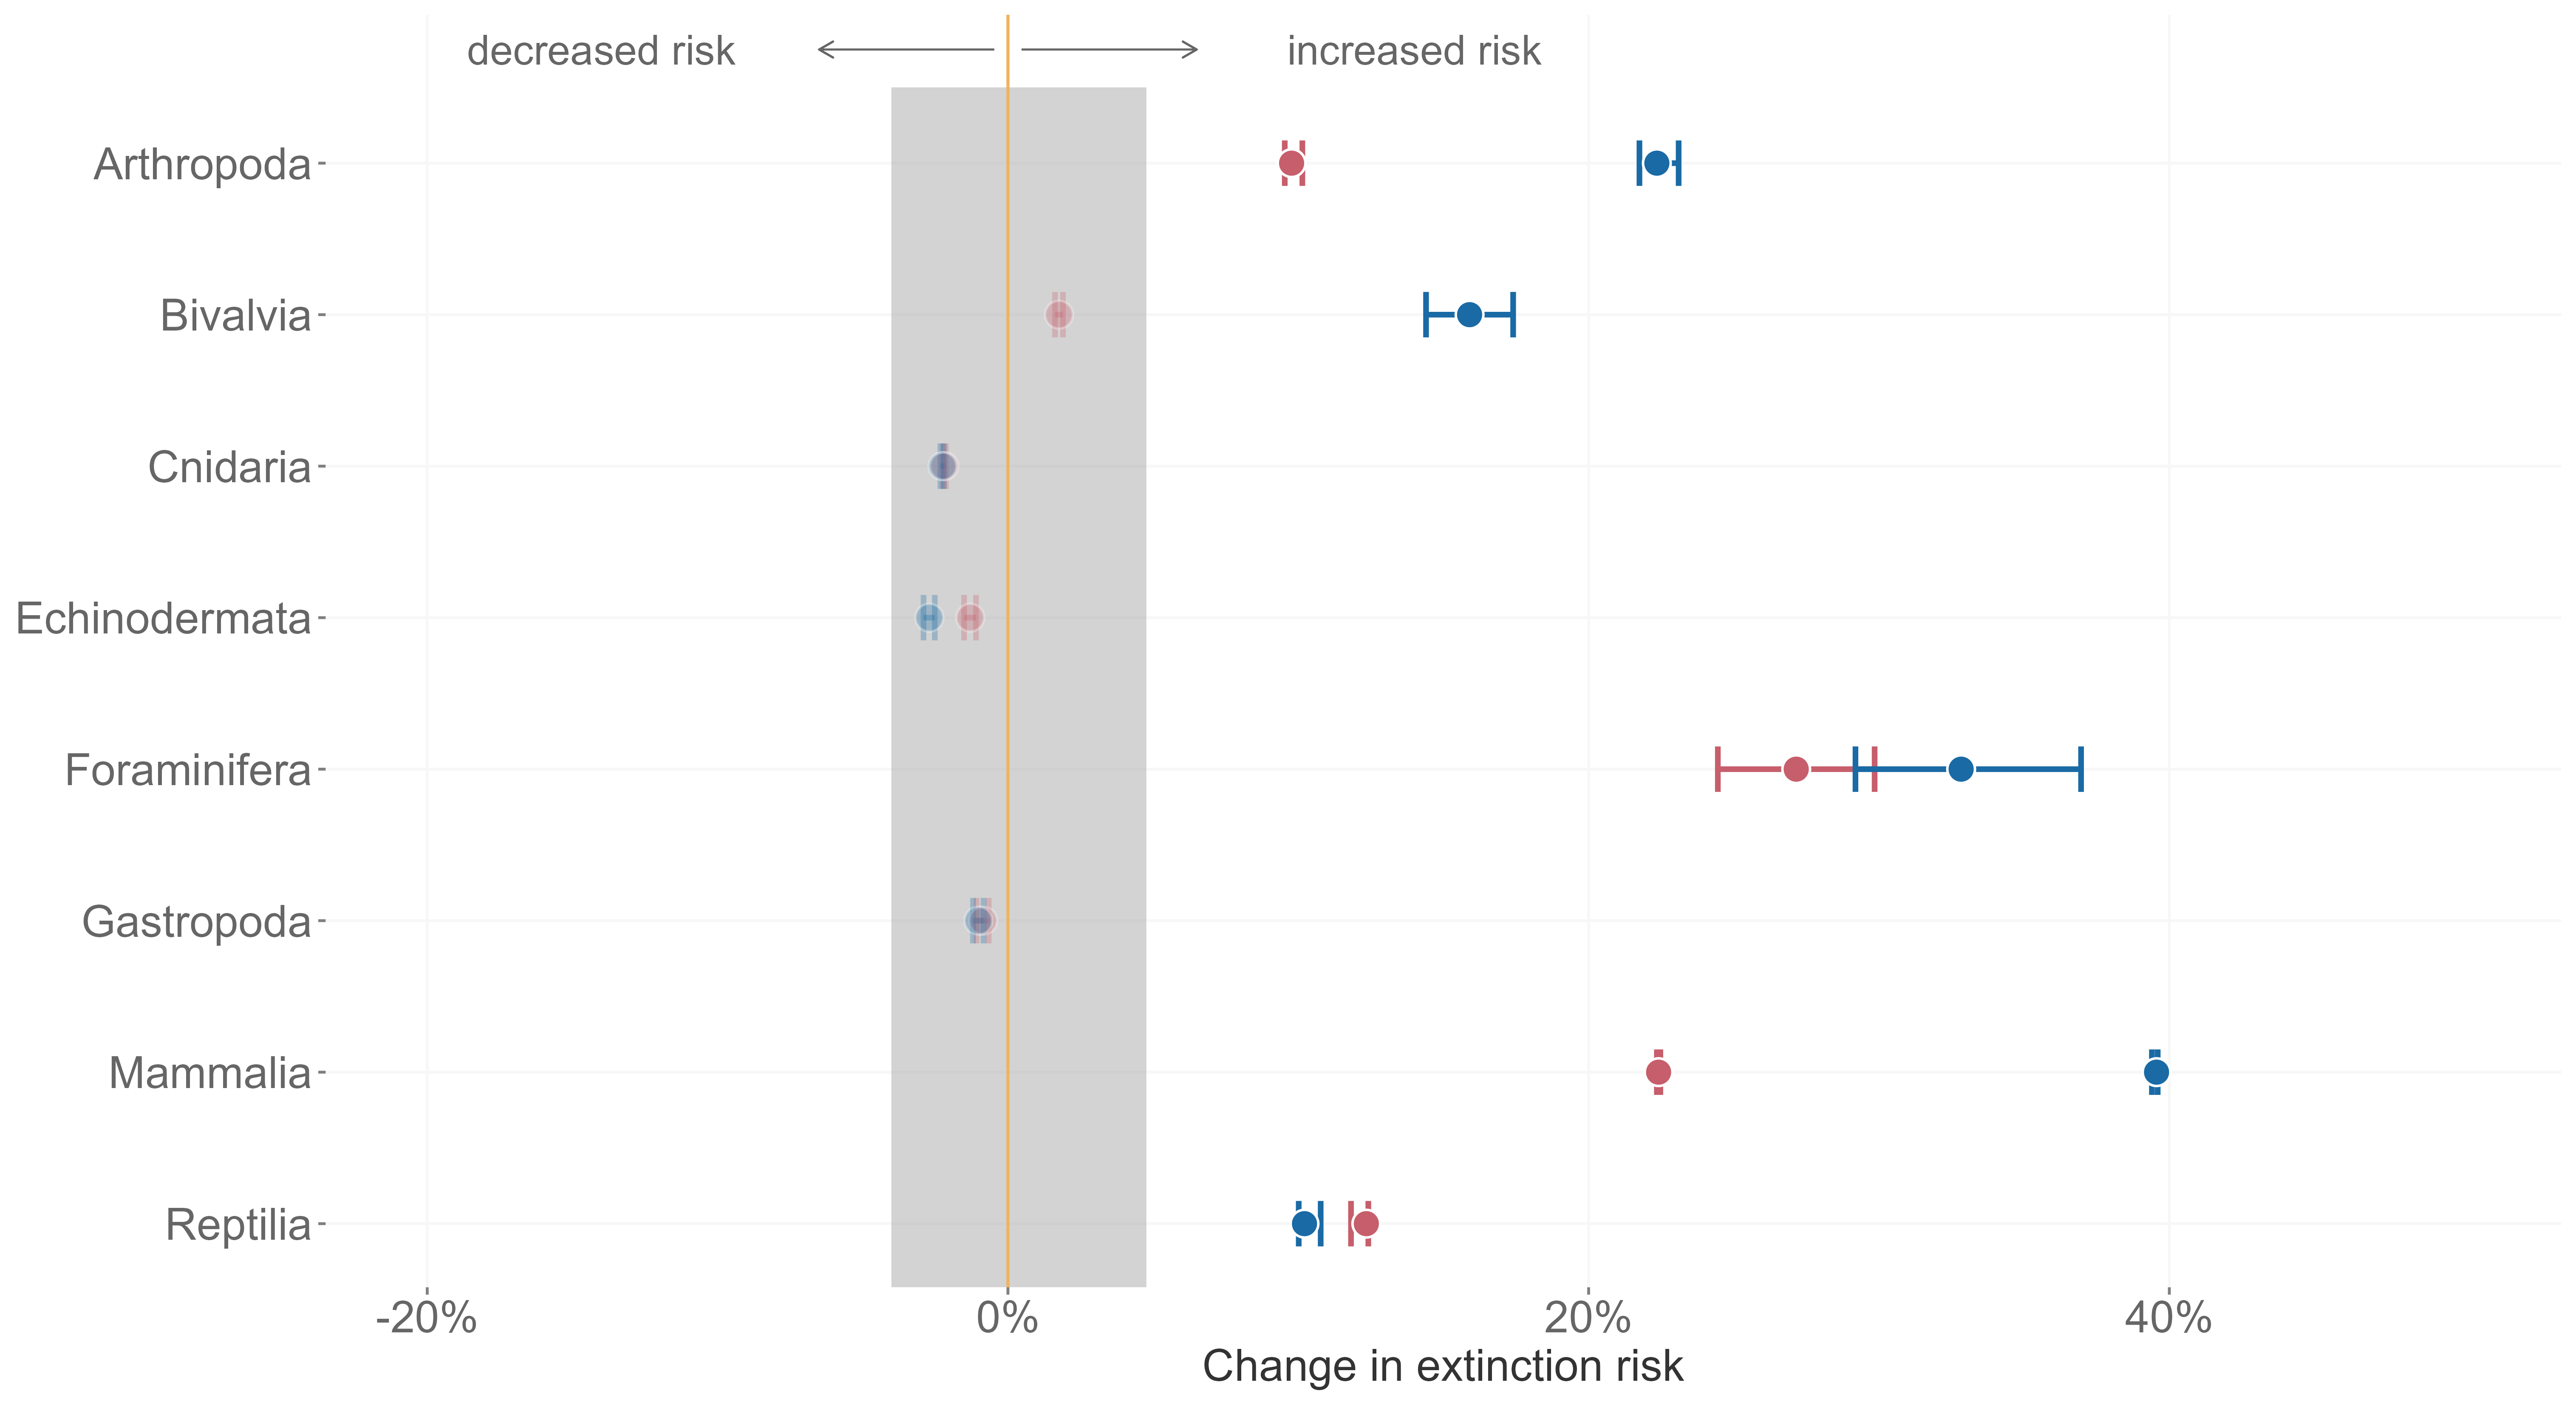 decreased risk
increased risk
Arthropoda
Bivalvia
Cnidaria
Echinodermata
Foraminifera
Gastropoda
Mammalia
Reptilia
-20%
0%
20%
40%
Change in extinction risk